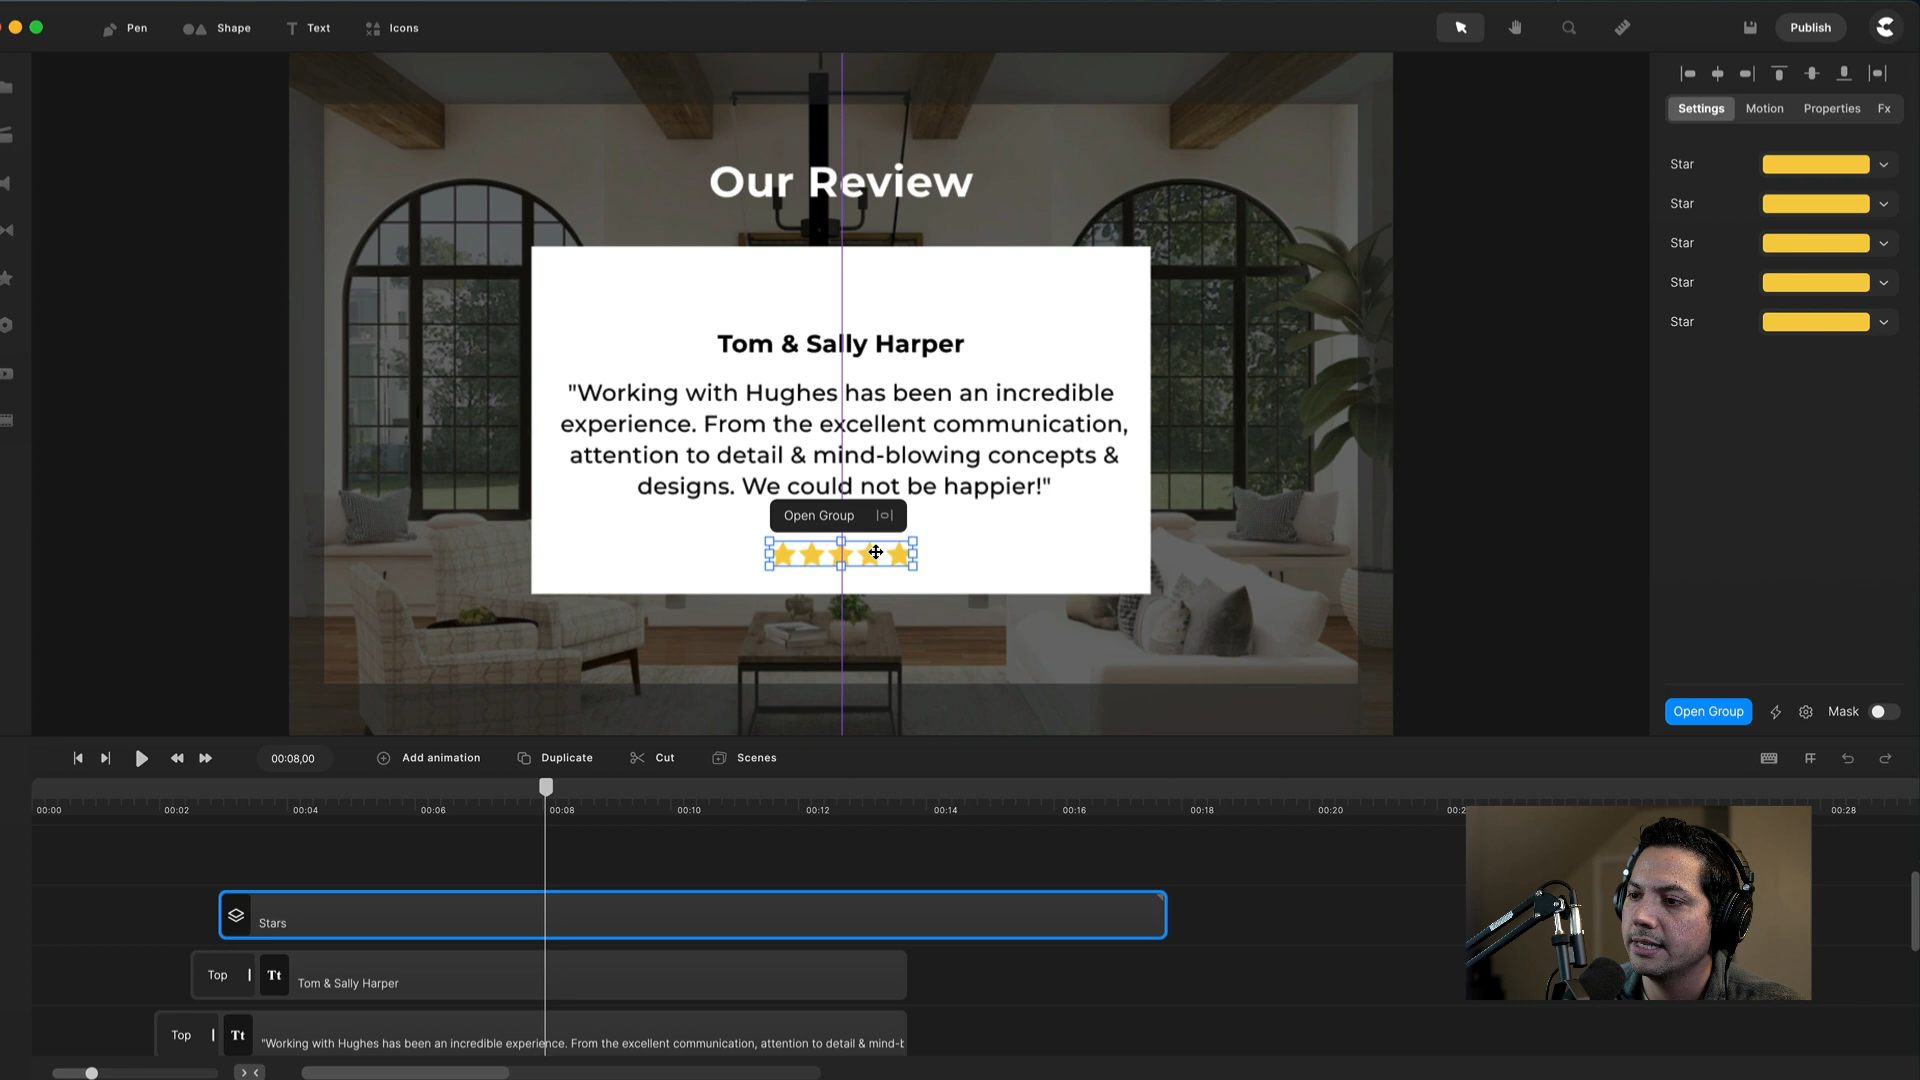 Pen
Shape
Text
Icons
Publish
Settings
Motion
Properties
Fx
Star
Star
Star
Star
Star
Our Review
Tom & Sally Harper
"Working with Hughes has been an incredible
experience. From the excellent communication,
attention to detail & mind-blowing concepts &
designs. We could not be happier!"
Open Group
Open Group
Mask
00:08,00
Add animation
Duplicate
Cut
Scenes
00:00
00:02
00:04
00:06
00:08
00:10
00:12
00:14
00:16
00:18
00:20
00:2
00:28
Stars
Top
Tt
Tom & Sally Harper
Top
Tt
"Working with Hughes has been an incredible experience. From the excellent communication, attention to detail & mind-b